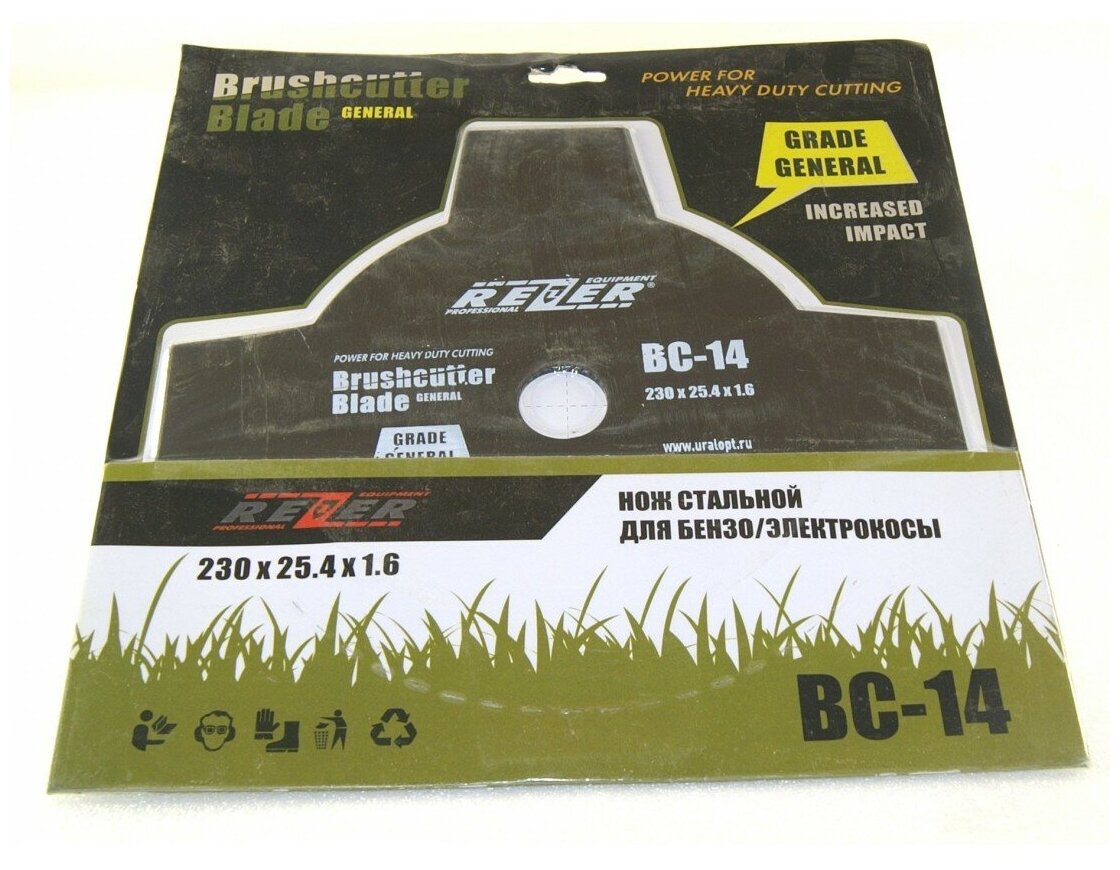 Brushcutter
Blade GENERAL
POWER FOR
HEAVY DUTY CUTTING
GRADE
GENERAL
INCREASED
IMPACT
REZER
EQUIPMENT
PROFESSIONAL
®
POWER FOR HEAVY DUTY CUTTING
Brushcutter
Blade GENERAL
GRADE
GENERAL
BC-14
230 x 25.4 x 1.6
www.uralopt.ru
REZER
EQUIPMENT
PROFESSIONAL
230 x 25.4 x 1.6
НОЖ СТАЛЬНОЙ
ДЛЯ БЕНЗО/ЭЛЕКТРОКОСЫ
BC-14